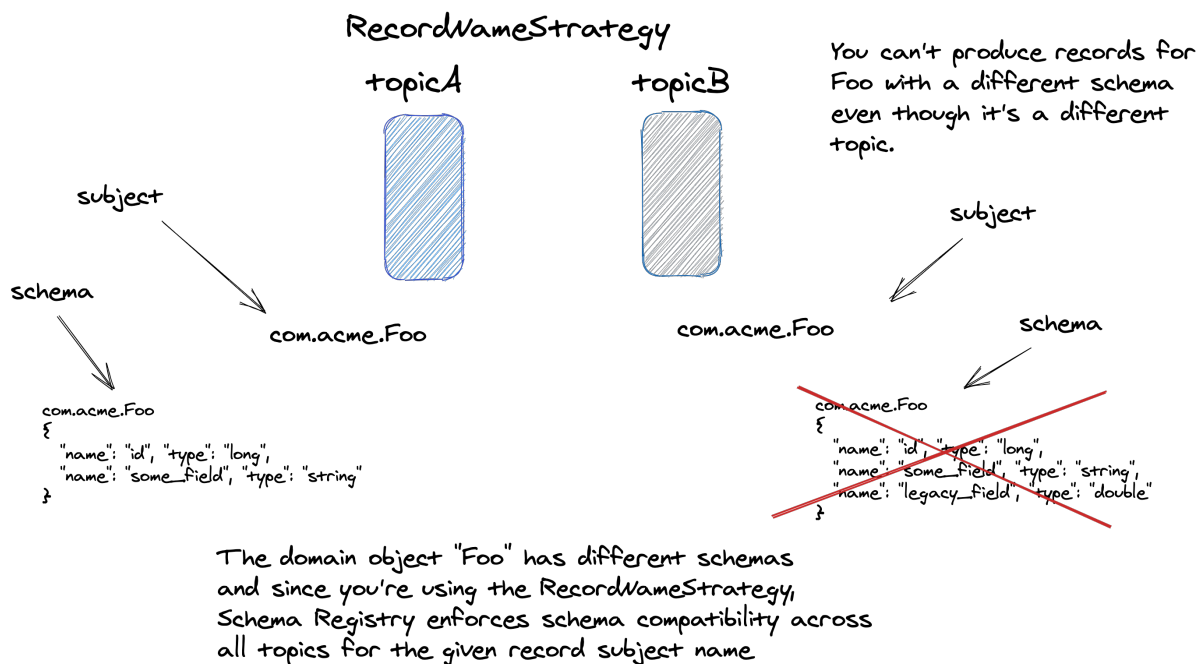 RecordNameStrategy
topicA
topicB
You can't produce records for
Foo with a different schema
even though it's a different
topic.
subject
subject
schema
com.acme.Foo
com.acme.Foo
schema
com.acme.Foo
{
"name": "id", "type": "long",
"name": "some_field", "type": "string"
}
com.acme.Foo
{
"name": "id", "type": "long",
"name": "some_field", "type": "string",
"name": "legacy_field", "type": "double"
}
The domain object "Foo" has different schemas
and since you're using the RecordNameStrategy,
Schema Registry enforces schema compatibility across
all topics for the given record subject name